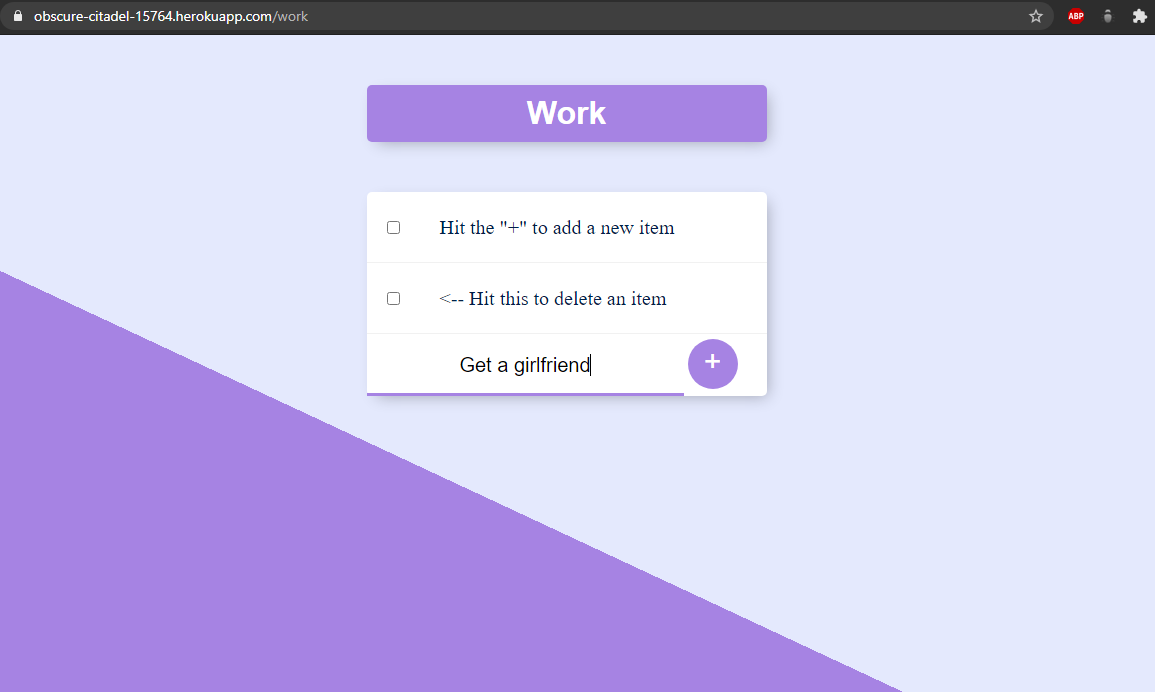 obscure-citadel-15764.herokuapp.com/work
ABP
Work
Hit the "+" to add a new item
<-- Hit this to delete an item
Get a girlfriend
+